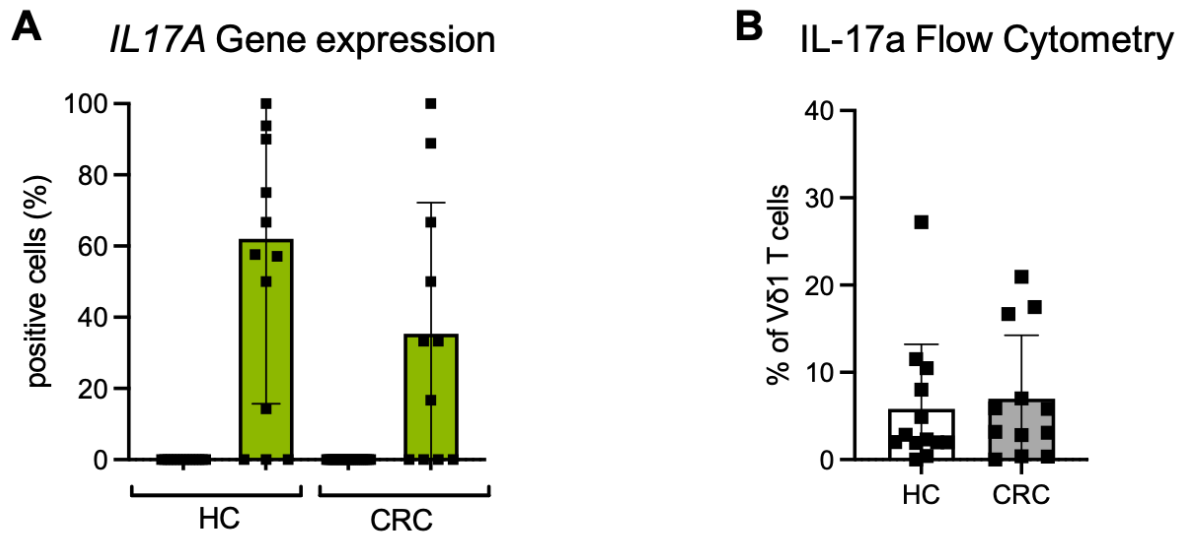 A
IL17A Gene expression
positive cells (%)
100
80
60
40
20
0
HC
CRC
B
IL-17a Flow Cytometry
% of Vδ1 T cells
40
30
20
10
0
HC
CRC